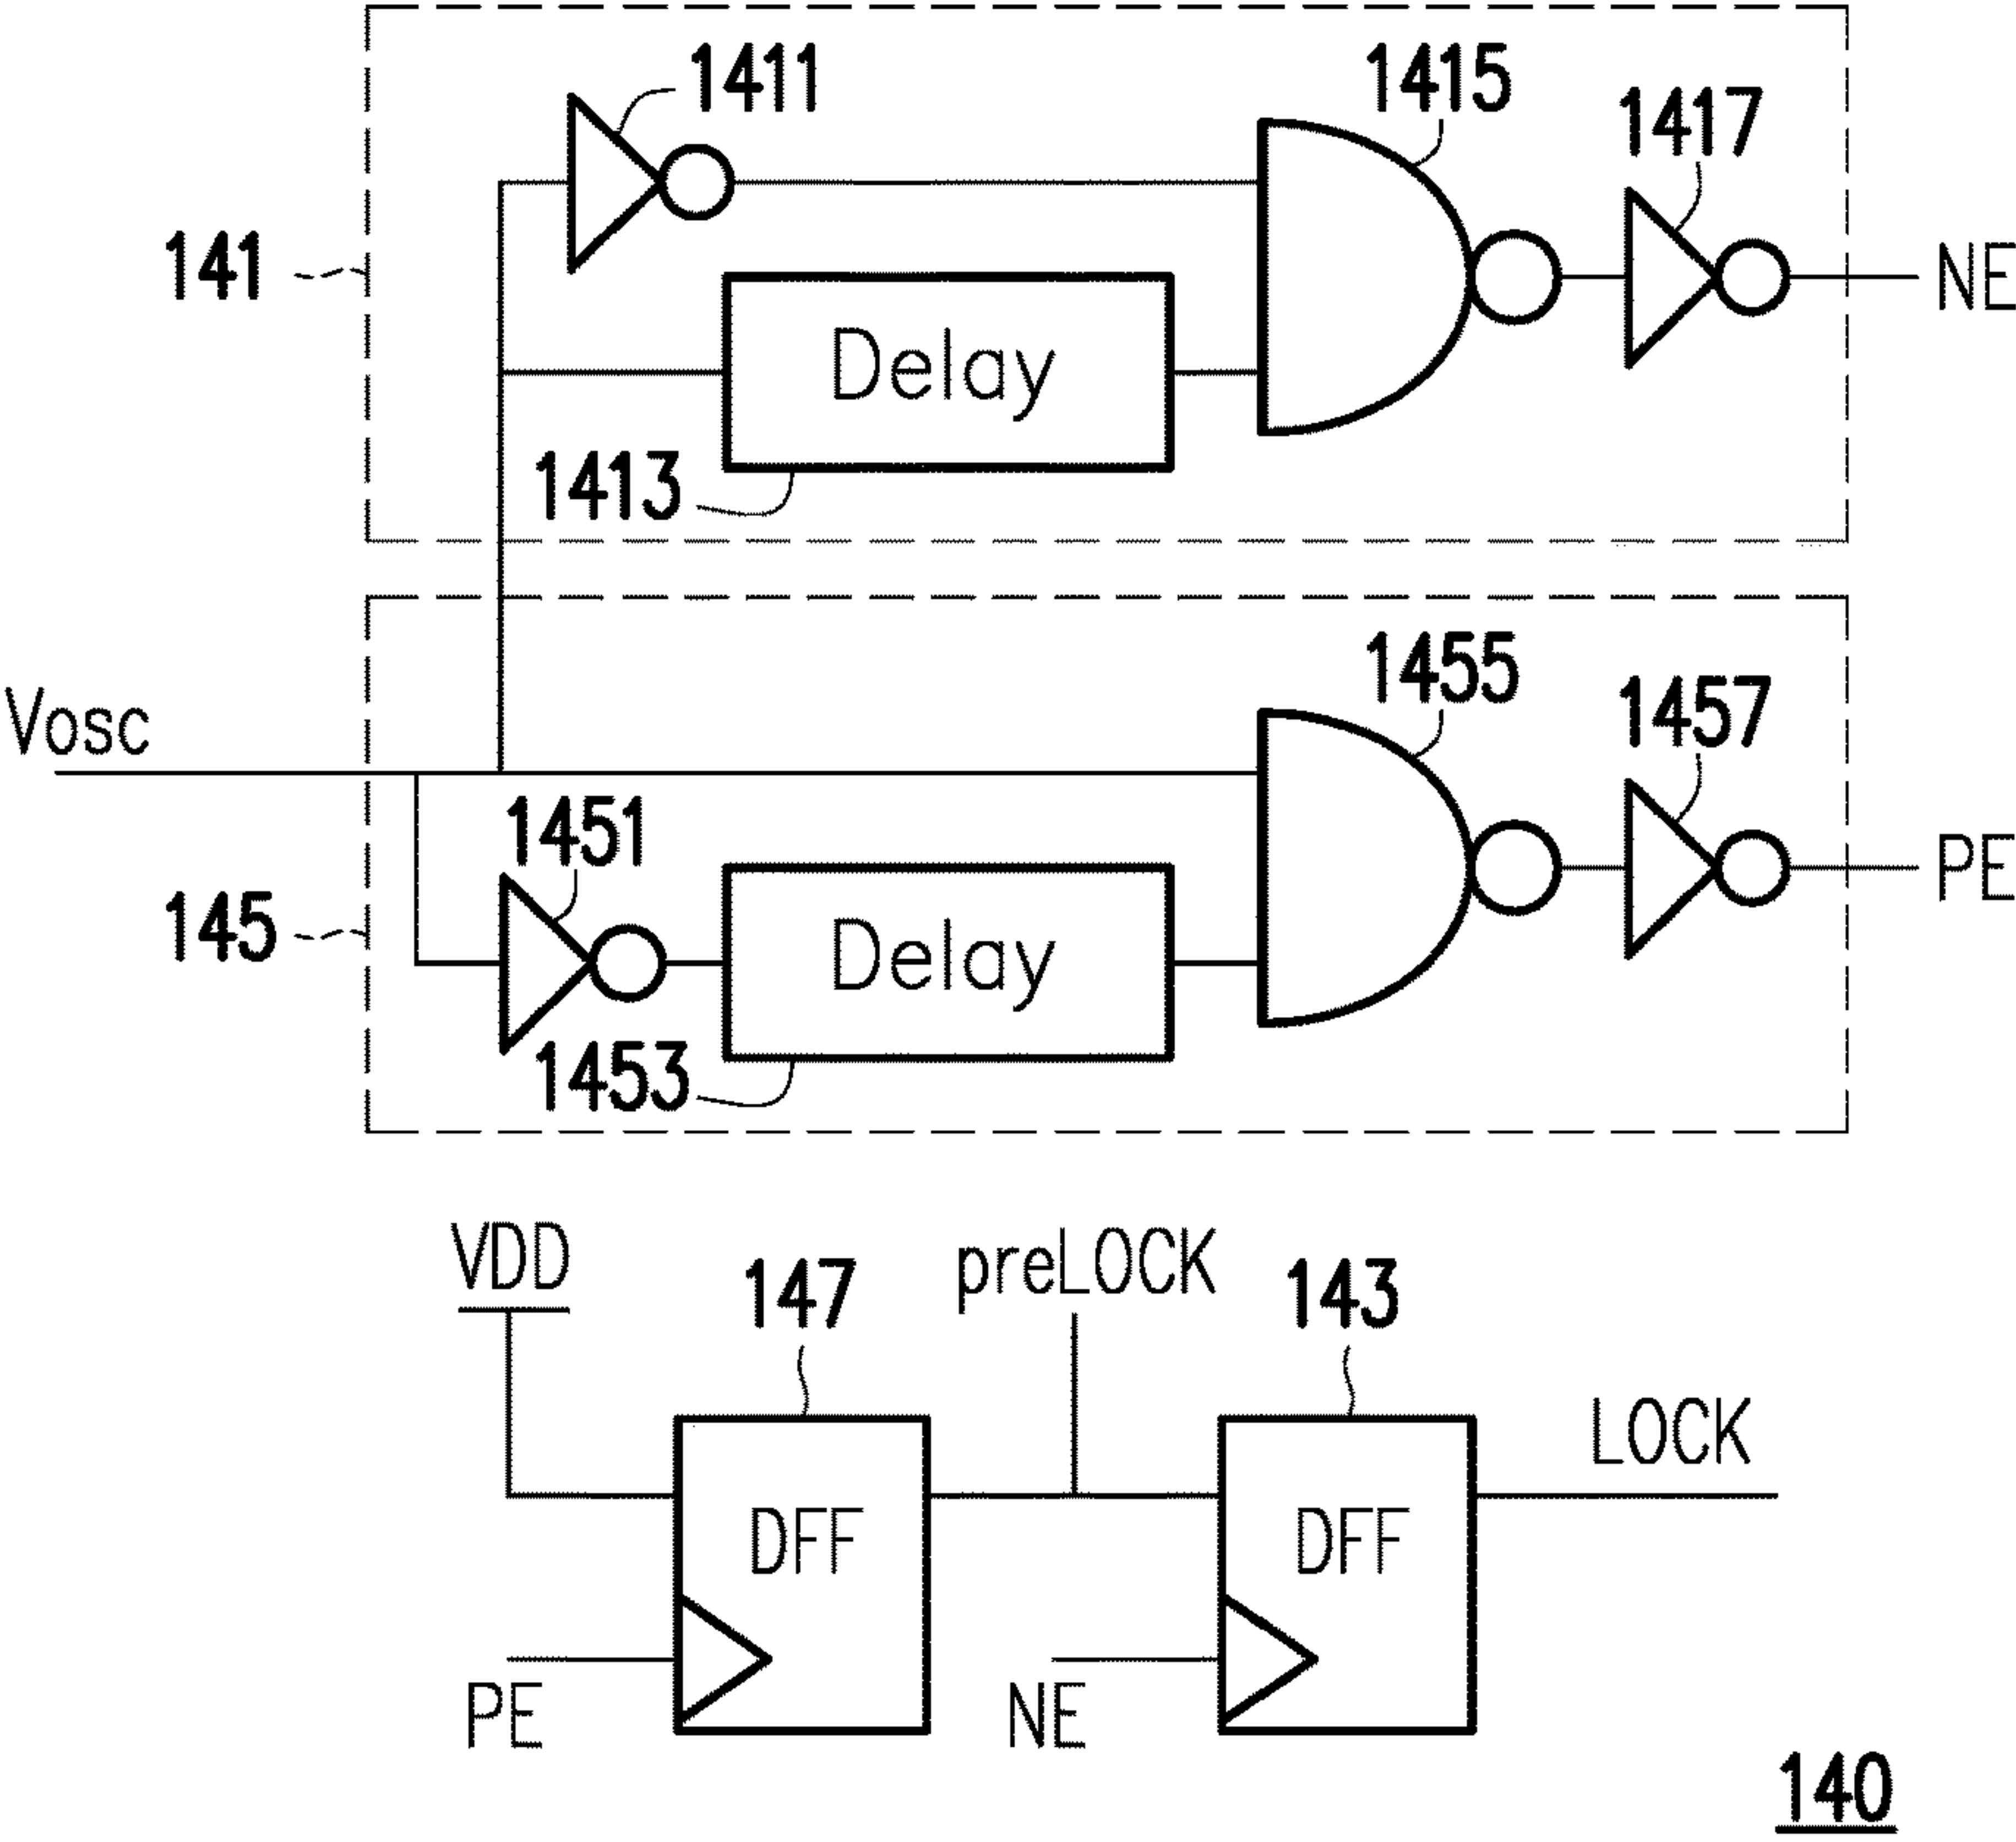 1411
1415
1417
141
NE
Delay
1413
1455
1457
Vosc
1451
PE
145
Delay
1453
VDD
147
preLOCK
143
LOCK
DFF
DFF
PE
NE
140